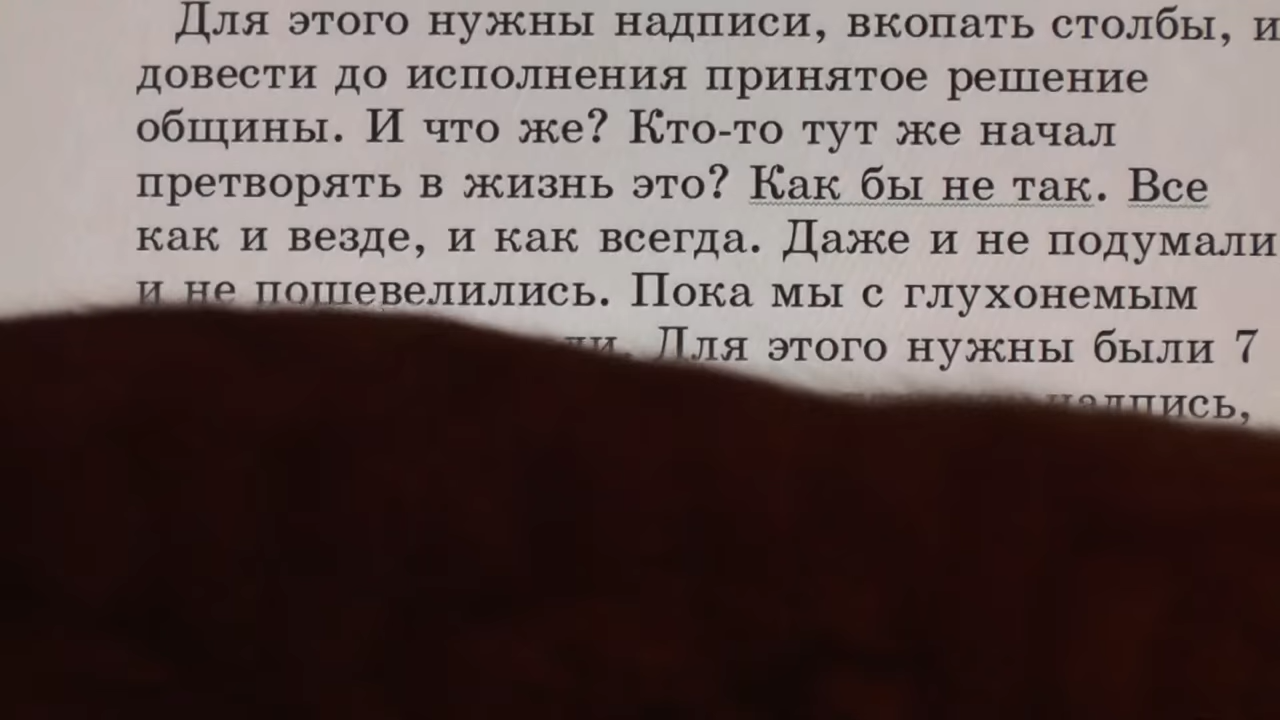 Для этого нужны надписи, вкопать столбы, и
довести до исполнения принятое решение
общины. И что же? Кто-то тут же начал
претворять в жизнь это? Как бы не так. Все
как и везде, и как всегда. Даже и не подумали
и не пошевелились. Пока мы с глухонемым
Для этого нужны были 7
надпись,